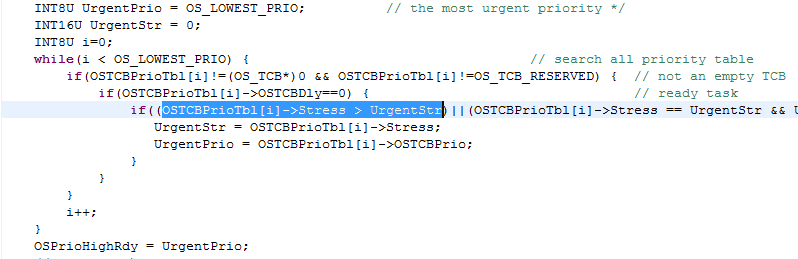 INT8U UrgentPrio = OS_LOWEST_PRIO; // the most urgent priority */
INT16U UrgentStr = 0;
INT8U i=0;
while(i < OS_LOWEST_PRIO) { // search all priority table
if(OSTCBPrioTbl[i]!=(OS_TCB*)0 && OSTCBPrioTbl[i]!=OS_TCB_RESERVED) { // not an empty TCB
if(OSTCBPrioTbl[i]->OSTCBDly==0) { // ready task
if((OSTCBPrioTbl[i]->Stress > UrgentStr)||(OSTCBPrioTbl[i]->Stress == UrgentStr &&
UrgentStr = OSTCBPrioTbl[i]->Stress;
UrgentPrio = OSTCBPrioTbl[i]->OSTCBPrio;
}
}
}
i++;
}
OSPrioHighRdy = UrgentPrio;